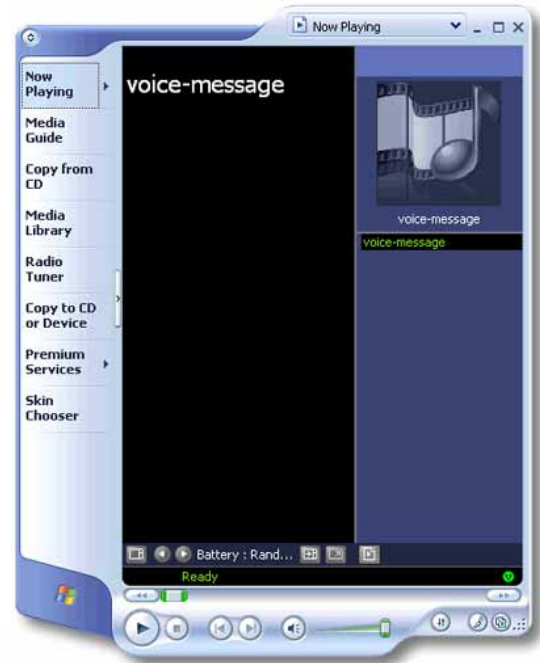 Now Playing
Now
Playing
Media
Guide
Copy from
CD
Media
Library
Radio
Tuner
Copy to CD
or Device
Premium
Services
Skin
Chooser
voice-message
voice-message
voice-message
Battery : Rand...
Ready